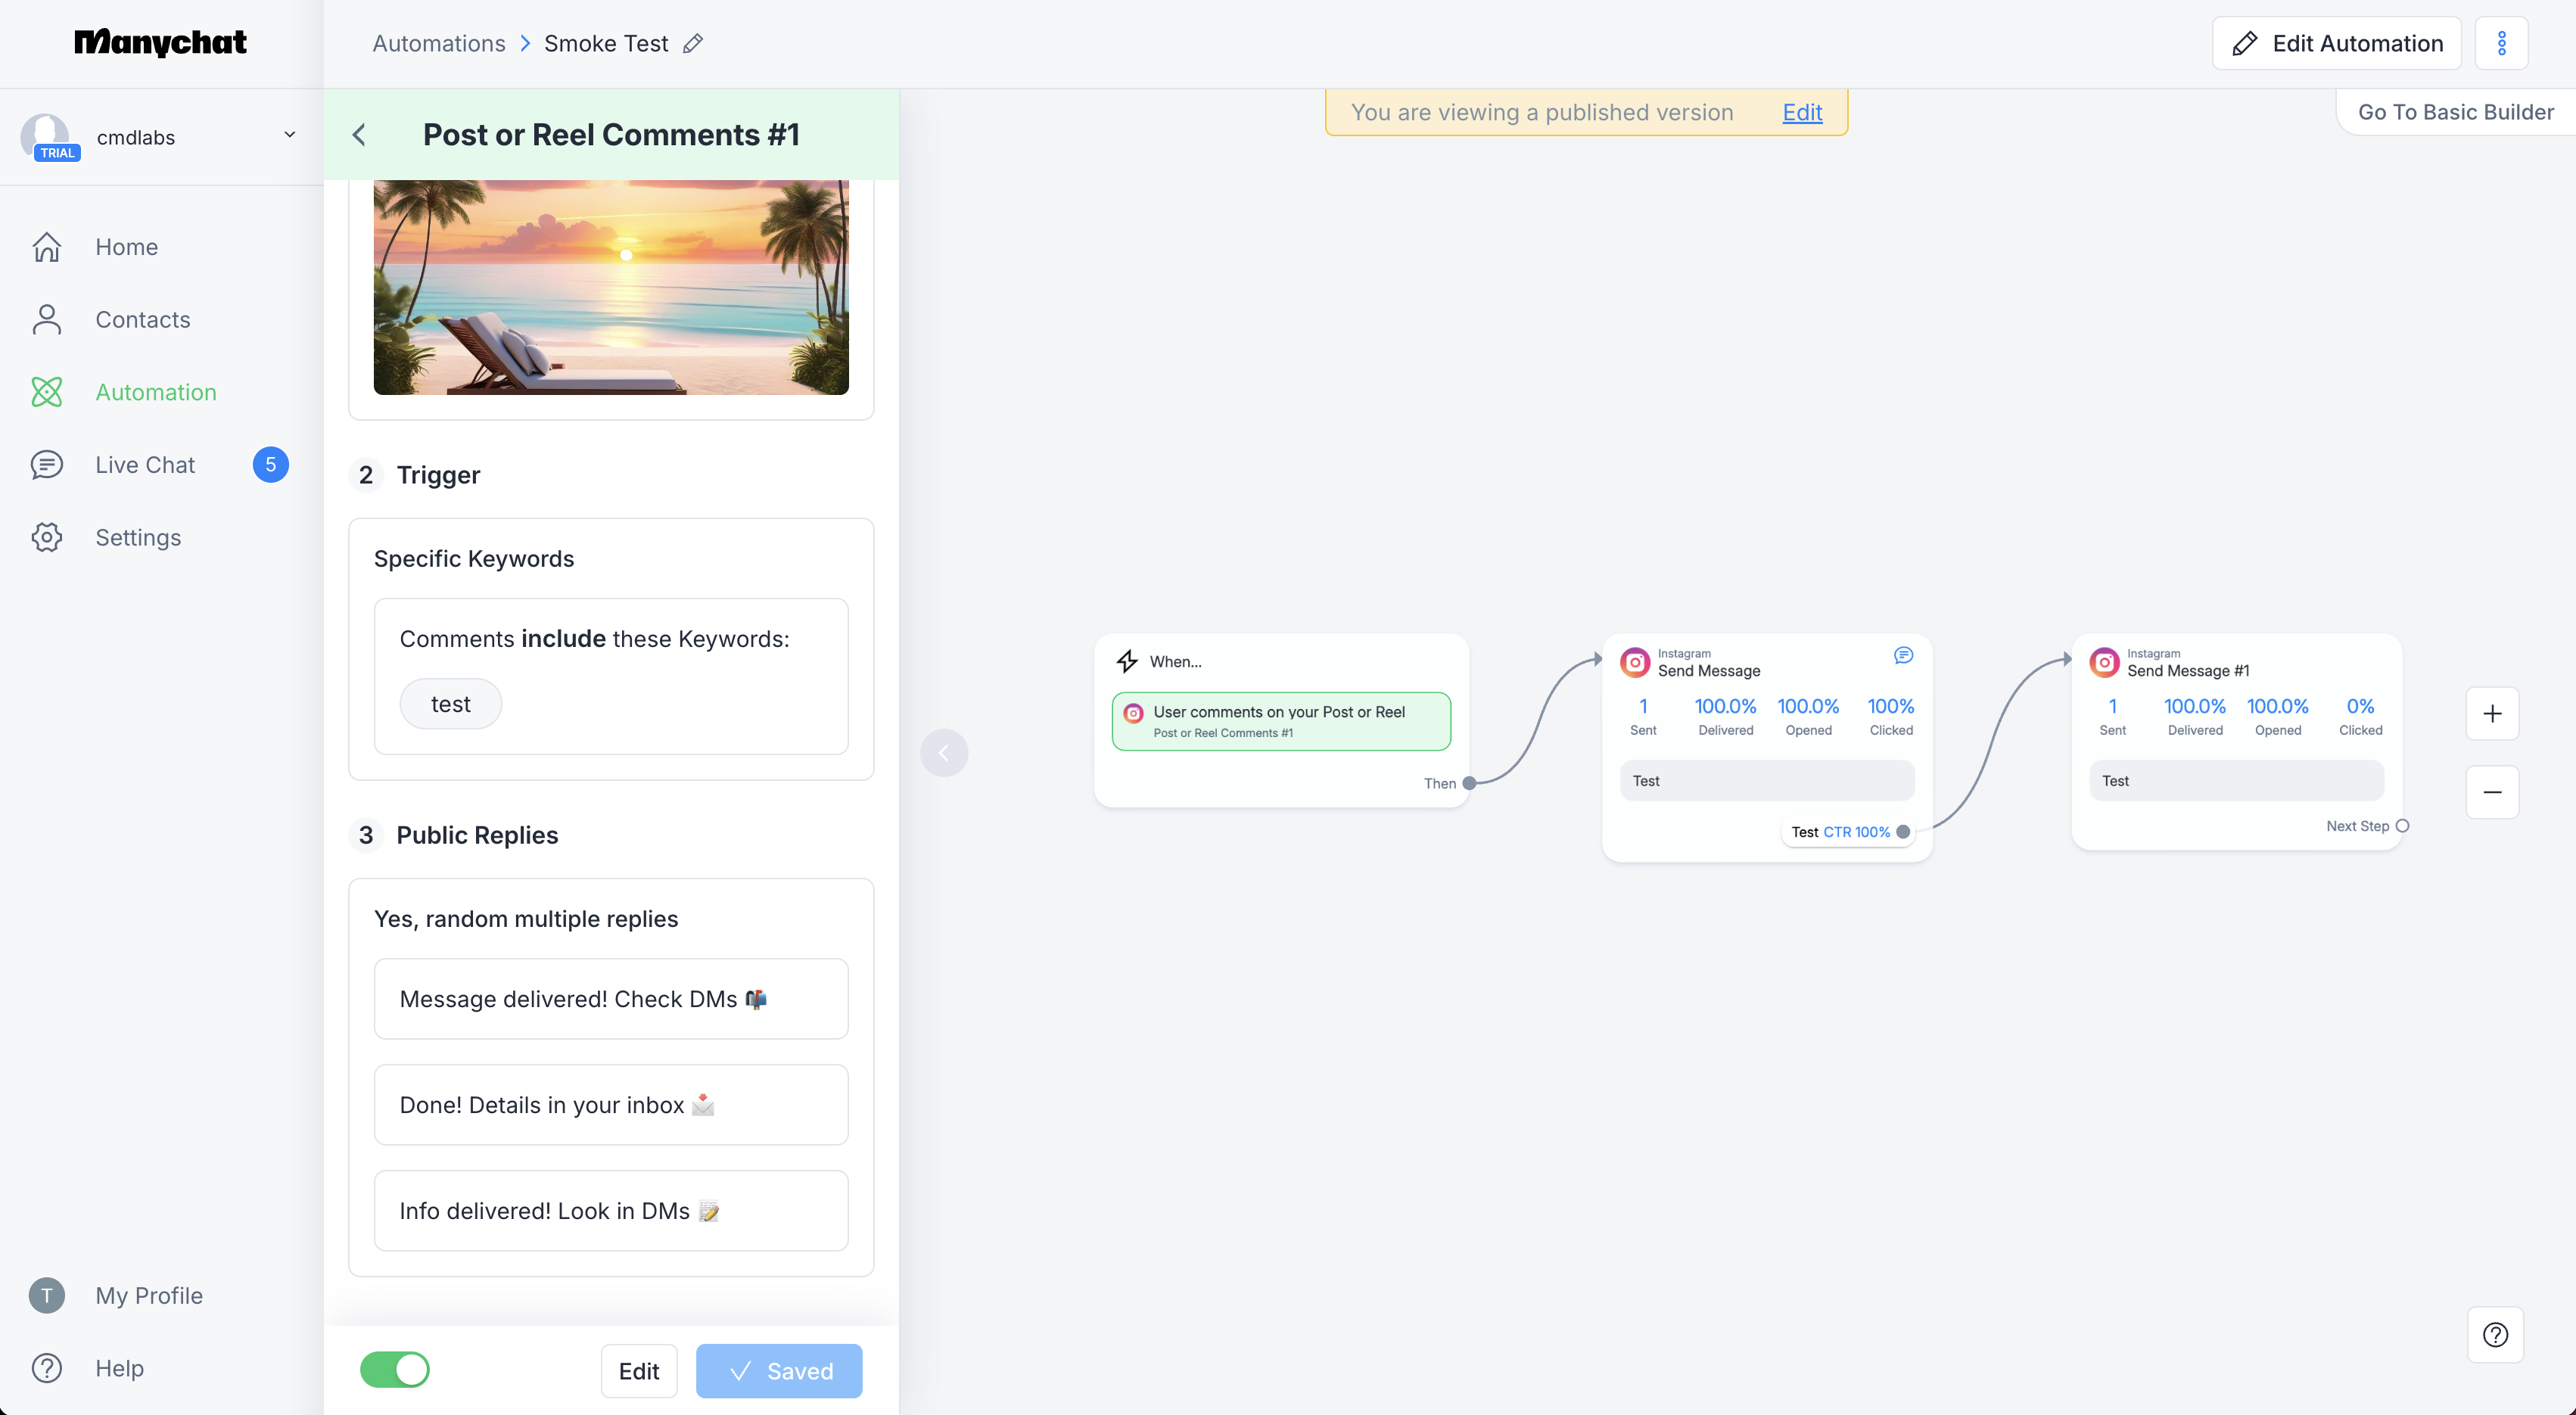 Manychat
Automations > Smoke Test
Edit Automation
cmdlabs
TRIAL
Home
Contacts
Automation
Live Chat 5
Settings
T My Profile
Help
Post or Reel Comments #1
2 Trigger
Specific Keywords
Comments include these Keywords:
test
3 Public Replies
Yes, random multiple replies
Message delivered! Check DMs 📬
Done! Details in your inbox 📩
Info delivered! Look in DMs 📝
Edit
Saved
You are viewing a published version Edit
Go To Basic Builder
When...
User comments on your Post or Reel
Post or Reel Comments #1
Then
Instagram
Send Message
1 100.0% 100.0% 100%
Sent Delivered Opened Clicked
Test
Test CTR 100%
Instagram
Send Message #1
1 100.0% 100.0% 0%
Sent Delivered Opened Clicked
Test
Next Step